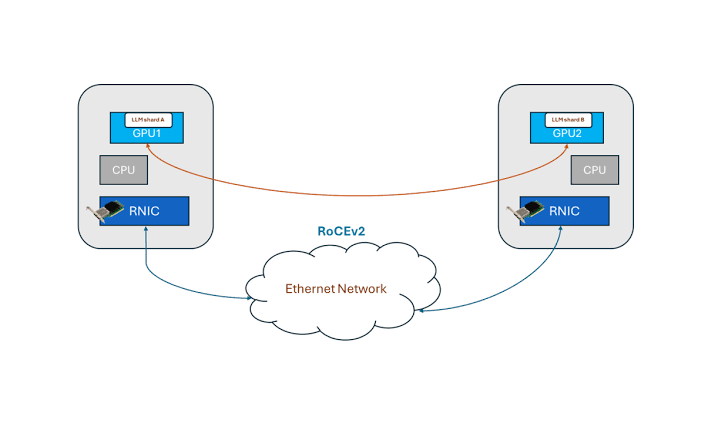 LLM shard A
GPU1
CPU
RNIC
LLM shard B
GPU2
CPU
RNIC
RoCEv2
Ethernet Network